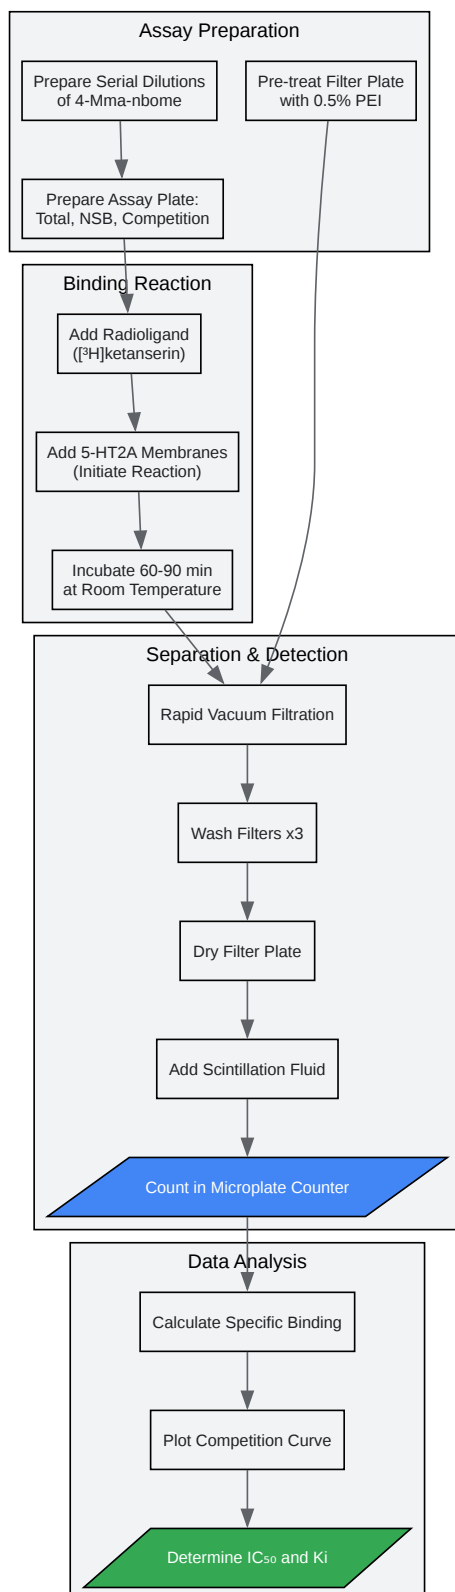 Assay Preparation
Prepare Serial Dilutions
of 4-Mma-nbome
Pre-treat Filter Plate
with 0.5% PEI
Prepare Assay Plate:
Total, NSB, Competition
Binding Reaction
Add Radioligand
([³H]ketanserin)
Add 5-HT2A Membranes
(Initiate Reaction)
Incubate 60-90 min
at Room Temperature
Separation & Detection
Rapid Vacuum Filtration
Wash Filters x3
Dry Filter Plate
Add Scintillation Fluid
Count in Microplate Counter
Data Analysis
Calculate Specific Binding
Plot Competition Curve
Determine IC₅₀ and Ki